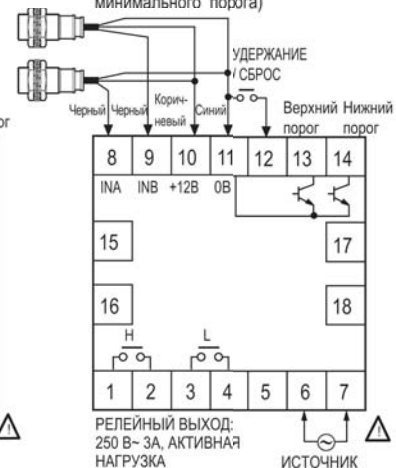 минимального порога)
УДЕРЖАНИЕ
/ СБРОС
Черный Черный Корич-
невый Синий
Верхний Нижний
порог порог
ог
8 9 10 11 12 13 14
INA INB +12В 0В
15 17
16 18
H L
1 2 3 4 5 6 7
РЕЛЕЙНЫЙ ВЫХОД:
250 В~ 3А, АКТИВНАЯ
НАГРУЗКА
ИСТОЧНИК